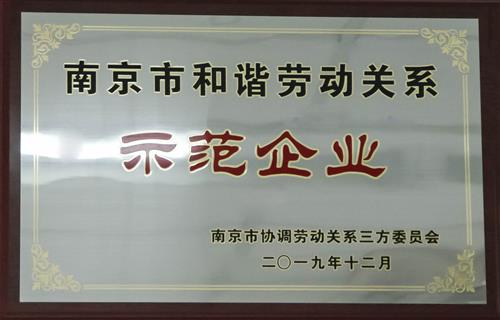 南京市和谐劳动关系
示范企业
南京市协调劳动关系三方委员会
二〇一九年十二月